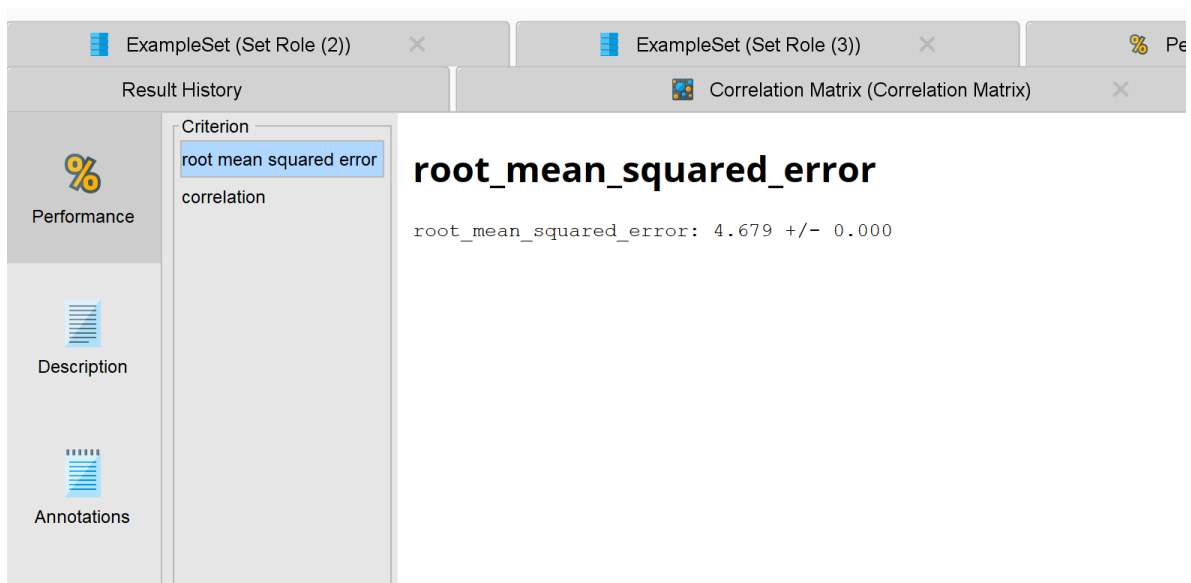 ExampleSet (Set Role (2))
ExampleSet (Set Role (3))
%
Pe
Result History
Correlation Matrix (Correlation Matrix)
%
Performance
Description
Annotations
Criterion
root mean squared error
correlation
root_mean_squared_error
root_mean_squared_error: 4.679 +/- 0.000